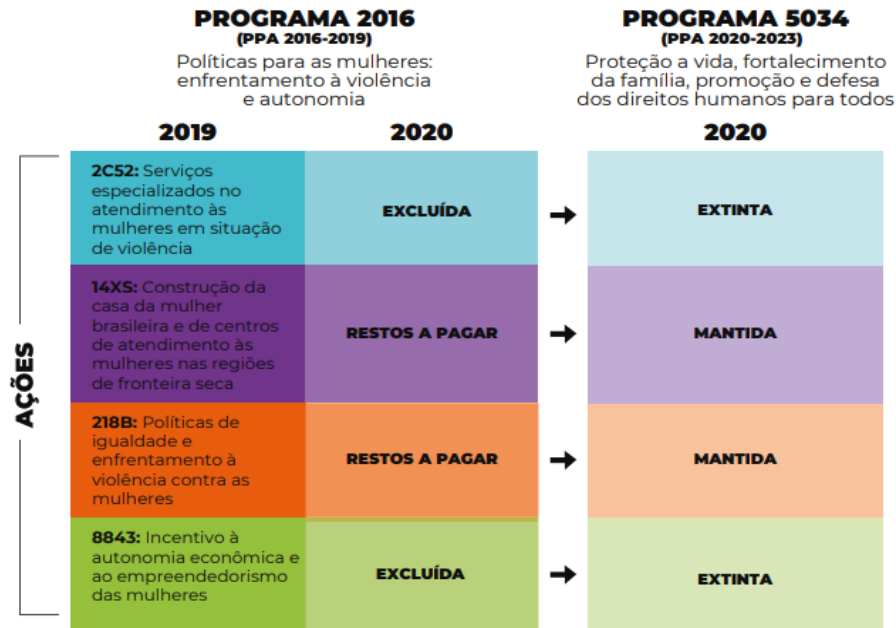 PROGRAMA 2016
(PPA 2016-2019)
Políticas para as mulheres:
enfrentamento à violência
e autonomia
PROGRAMA 5034
(PPA 2020-2023)
Proteção a vida, fortalecimento
da família, promoção e defesa
dos direitos humanos para todos
2019
2020
2020
AÇÕES
2C52: Serviços
especializados no
atendimento às
mulheres em situação
de violência
EXCLUÍDA
EXTINTA
14XS: Construção da
casa da mulher
brasileira e de centros
de atendimento às
mulheres nas regiões
de fronteira seca
RESTOS A PAGAR
MANTIDA
218B: Políticas de
igualdade e
enfrentamento à
violência contra as
mulheres
RESTOS A PAGAR
MANTIDA
8843: Incentivo à
autonomia econômica e
ao empreendedorismo
das mulheres
EXCLUÍDA
EXTINTA